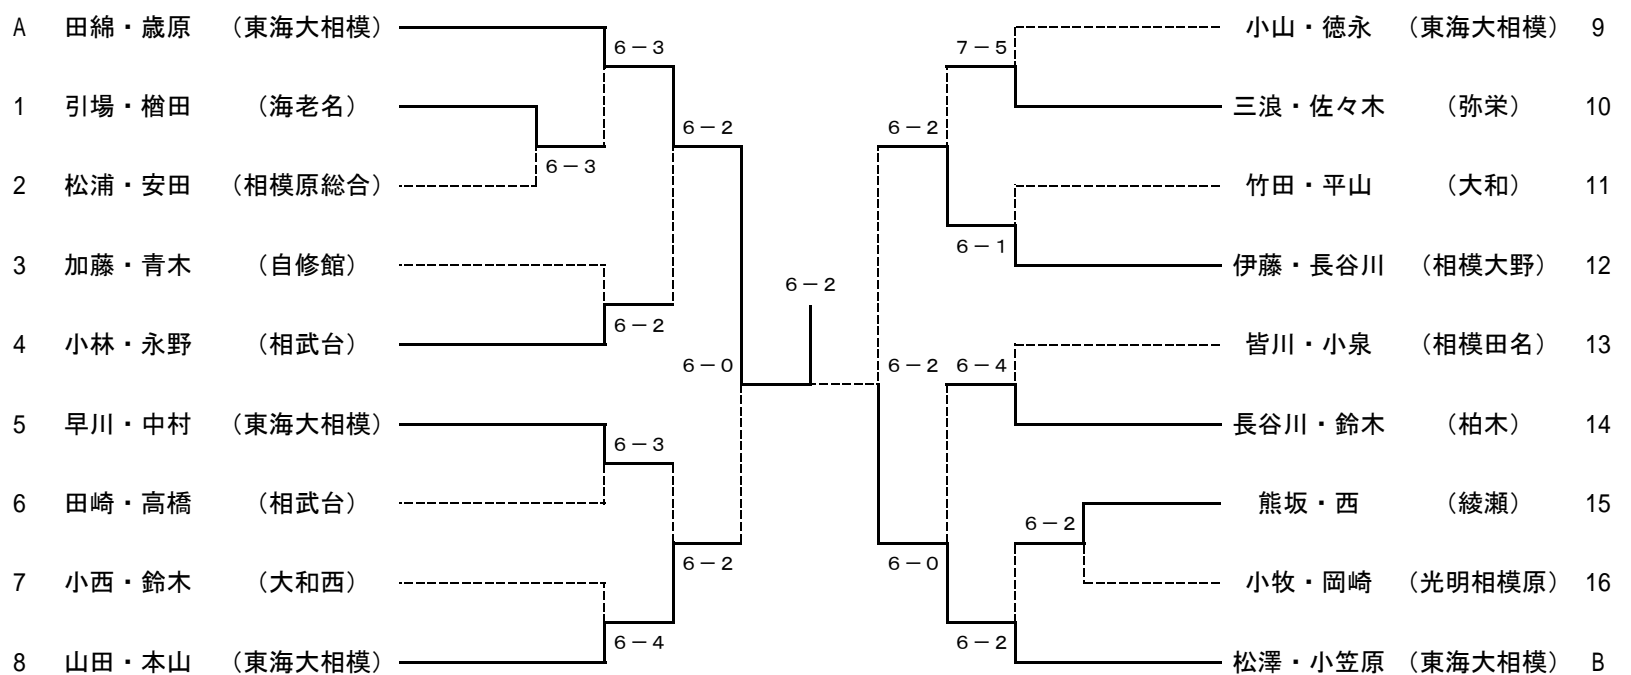 A 田綿・歳原 （東海大相模） 小山・徳永 （東海大相模） 9
6－3 7－5
1 引場・楢田 （海老名） 三浪・佐々木 （弥栄） 10
6－2 6－2
6－3
2 松浦・安田 （相模原総合） 竹田・平山 （大和） 11
6－1
3 加藤・青木 （自修館） 伊藤・長谷川 （相模大野） 12
6－2
6－2
4 小林・永野 （相武台） 皆川・小泉 （相模田名） 13
6－0 6－2 6－4
5 早川・中村 （東海大相模） 長谷川・鈴木 （柏木） 14
6－3
6 田崎・高橋 （相武台） 熊坂・西 （綾瀬） 15
6－2
6－2 6－0
7 小西・鈴木 （大和西） 小牧・岡崎 （光明相模原） 16
6－4 6－2
8 山田・本山 （東海大相模） 松澤・小笠原 （東海大相模） B